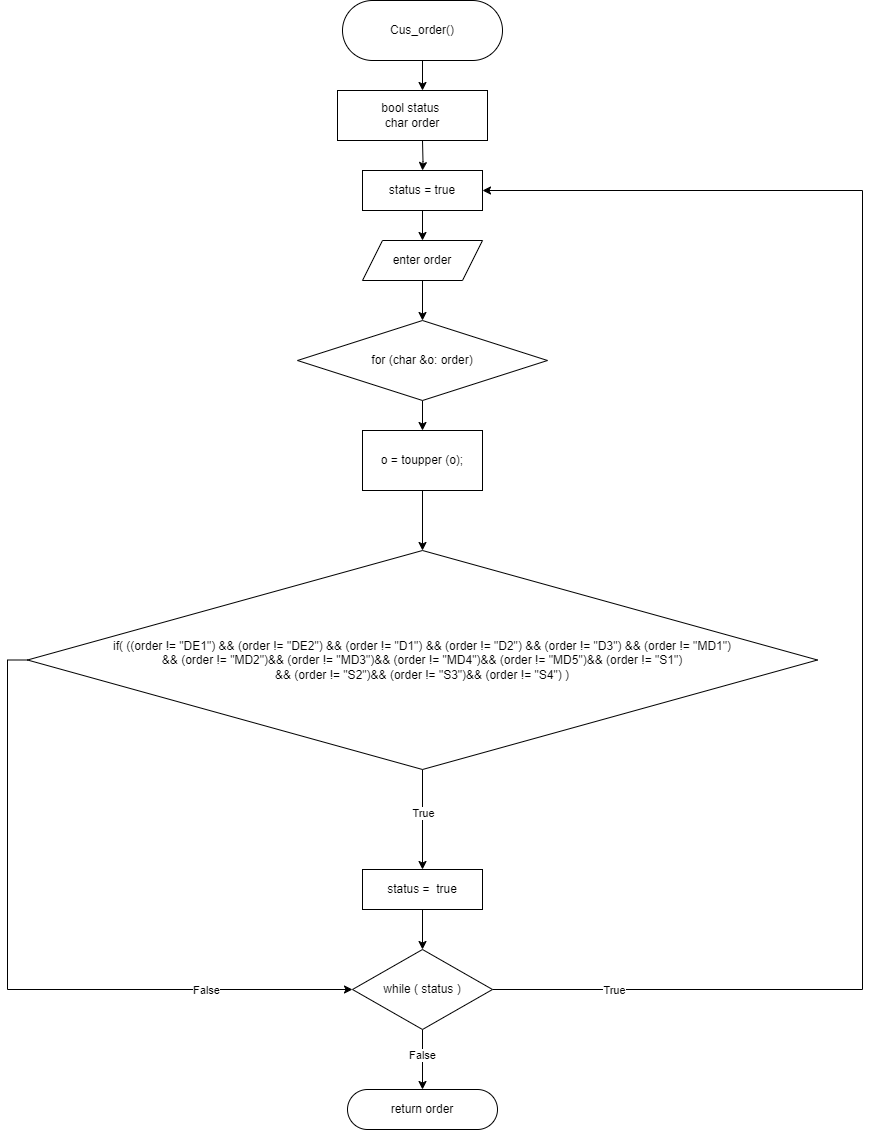 Cus_order()
bool status
char order
status = true
enter order
for (char &o: order)
o = toupper (o);
if( ((order != "DE1") && (order != "DE2") && (order != "D1") && (order != "D2") && (order != "D3") && (order != "MD1")
&& (order != "MD2")&& (order != "MD3")&& (order != "MD4")&& (order != "MD5")&& (order != "S1")
&& (order != "S2")&& (order != "S3")&& (order != "S4") )
True
status = true
while ( status )
False
True
False
return order